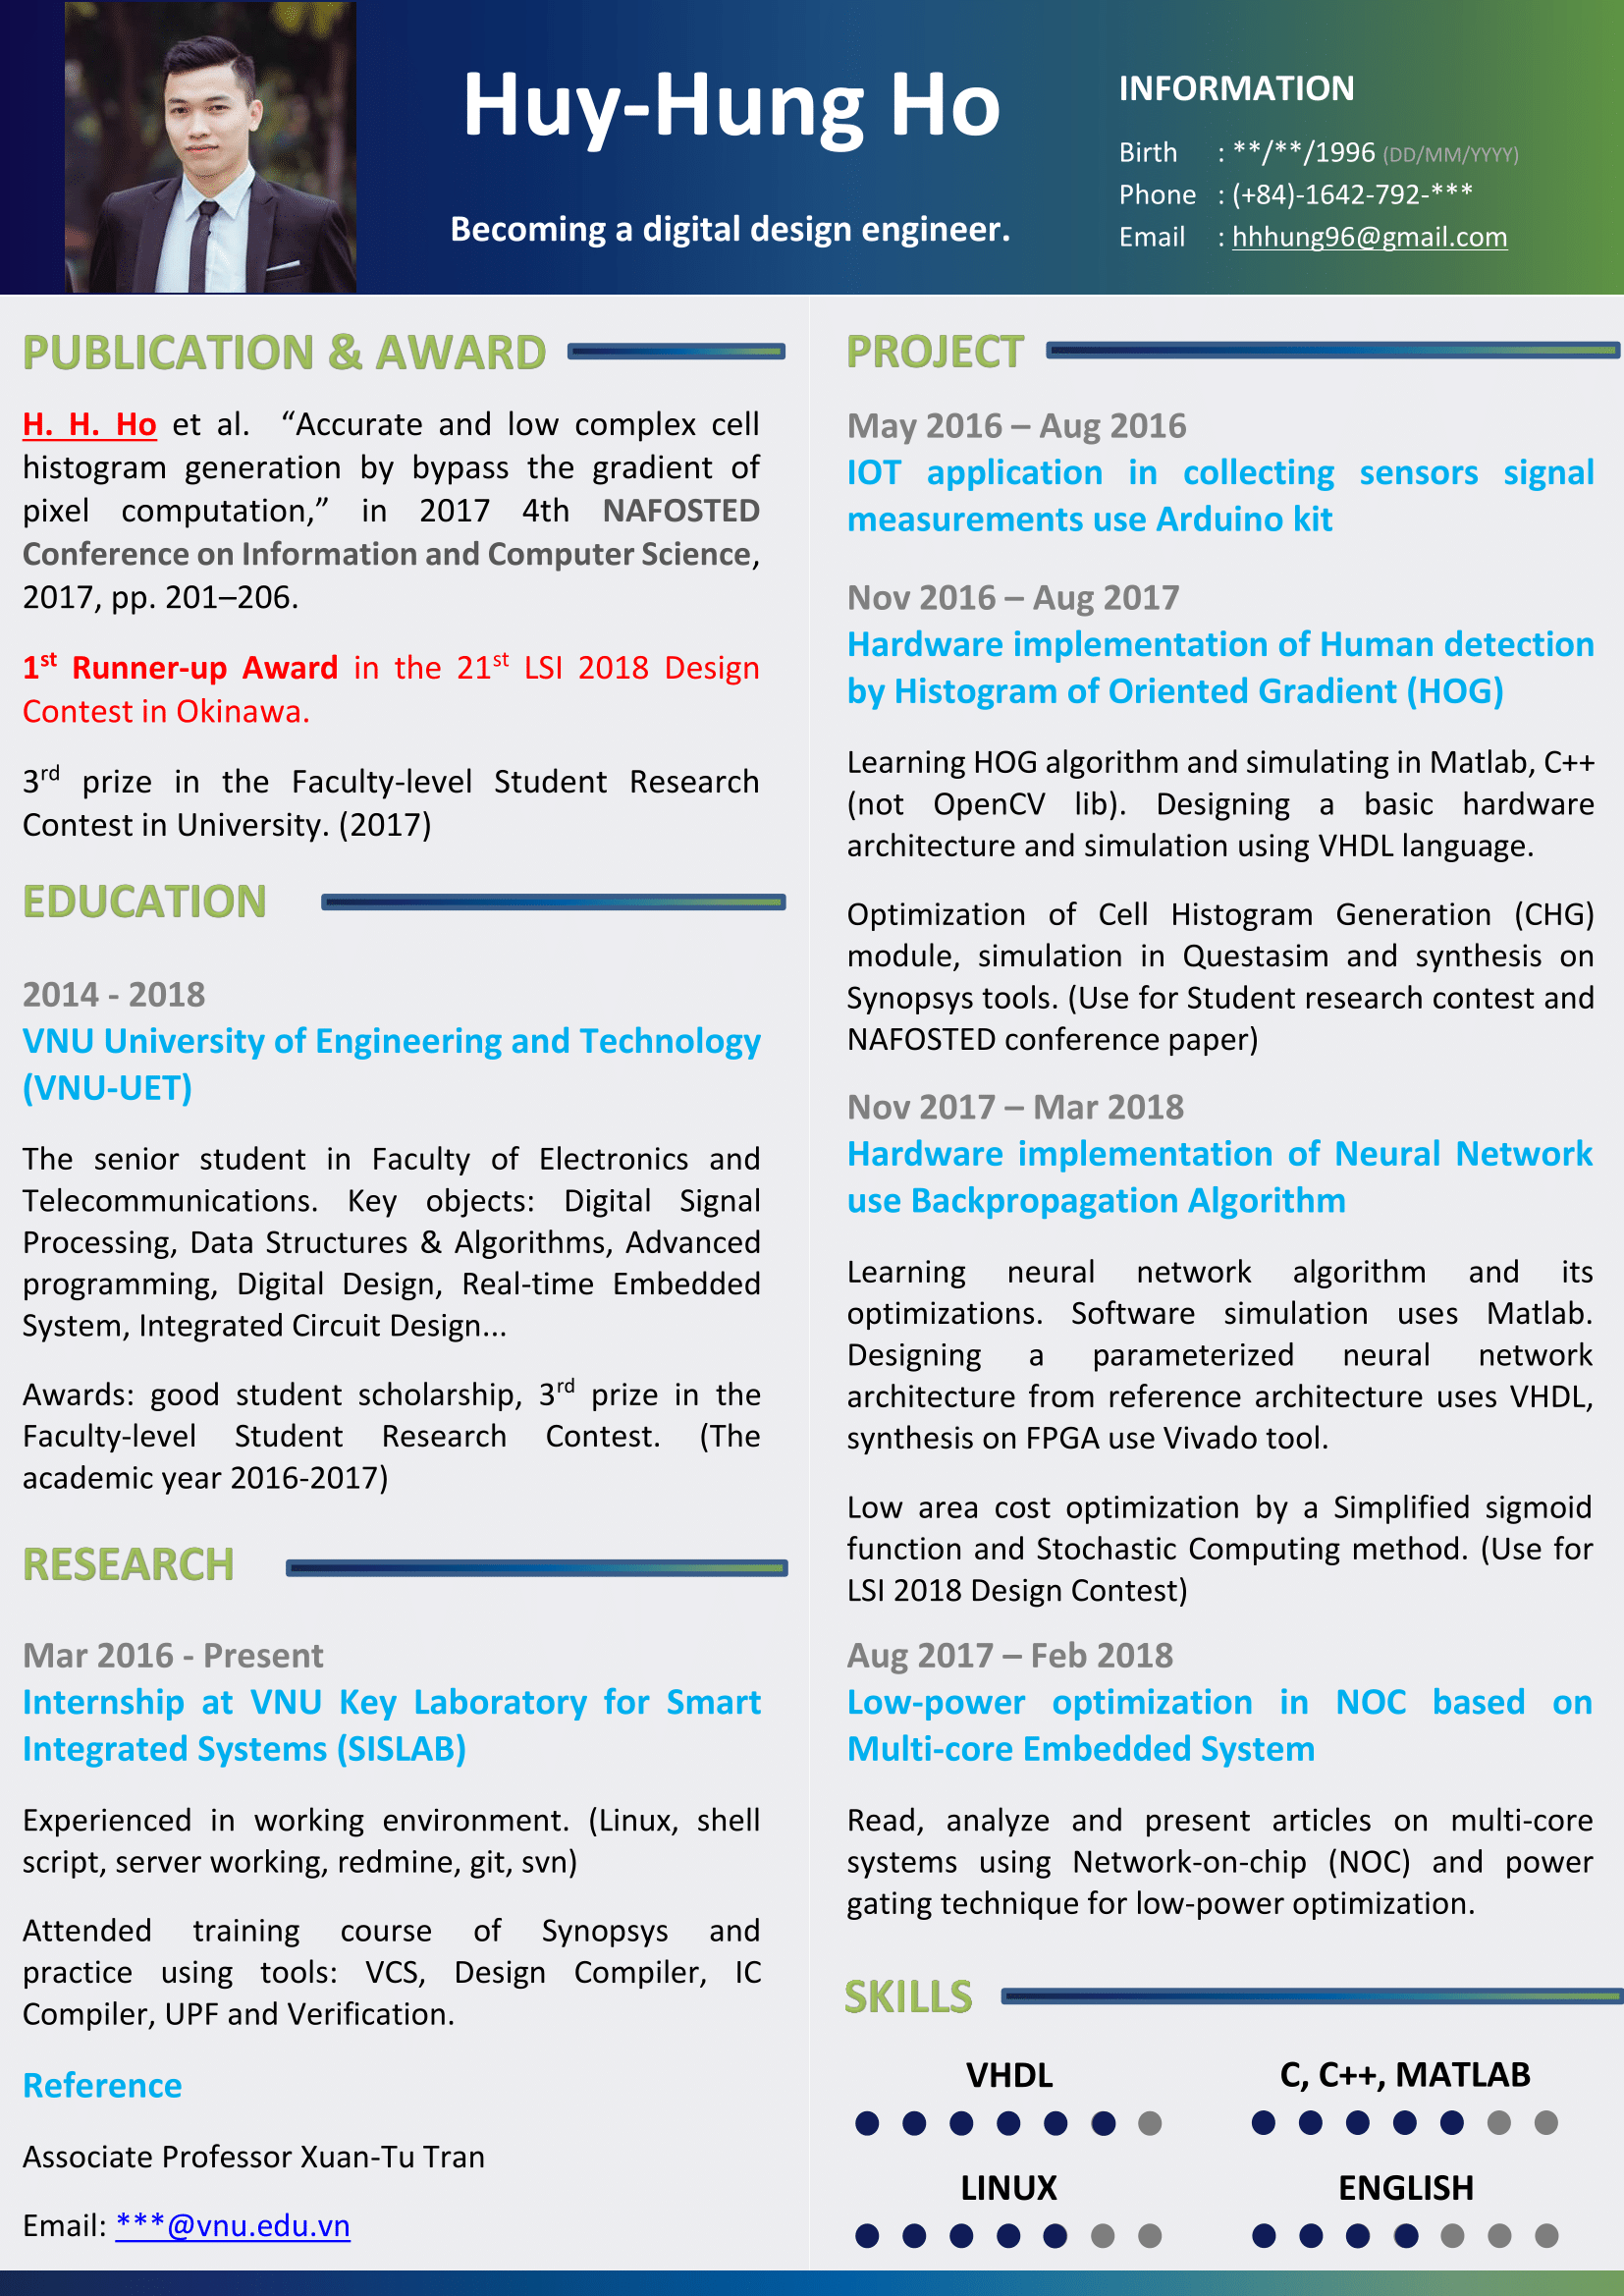 Huy-Hung Ho
Becoming a digital design engineer.
INFORMATION
Birth : **/**/1996 (DD/MM/YYYY)
Phone : (+84)-1642-792-***
Email : hhhung96@gmail.com
PUBLICATION & AWARD
H. H. Ho et al. “Accurate and low complex cell
histogram generation by bypass the gradient of
pixel computation,” in 2017 4th NAFOSTED
Conference on Information and Computer Science,
2017, pp. 201–206.
1st Runner-up Award in the 21st LSI 2018 Design
Contest in Okinawa.
3rd prize in the Faculty-level Student Research
Contest in University. (2017)
EDUCATION
2014 - 2018
VNU University of Engineering and Technology
(VNU-UET)
The senior student in Faculty of Electronics and
Telecommunications. Key objects: Digital Signal
Processing, Data Structures & Algorithms, Advanced
programming, Digital Design, Real-time Embedded
System, Integrated Circuit Design...
Awards: good student scholarship, 3rd prize in the
Faculty-level Student Research Contest. (The
academic year 2016-2017)
RESEARCH
Mar 2016 - Present
Internship at VNU Key Laboratory for Smart
Integrated Systems (SISLAB)
Experienced in working environment. (Linux, shell
script, server working, redmine, git, svn)
Attended training course of Synopsys and
practice using tools: VCS, Design Compiler, IC
Compiler, UPF and Verification.
Reference
Associate Professor Xuan-Tu Tran
Email: ***@vnu.edu.vn
PROJECT
May 2016 – Aug 2016
IOT application in collecting sensors signal
measurements use Arduino kit
Nov 2016 – Aug 2017
Hardware implementation of Human detection
by Histogram of Oriented Gradient (HOG)
Learning HOG algorithm and simulating in Matlab, C++
(not OpenCV lib). Designing a basic hardware
architecture and simulation using VHDL language.
Optimization of Cell Histogram Generation (CHG)
module, simulation in Questasim and synthesis on
Synopsys tools. (Use for Student research contest and
NAFOSTED conference paper)
Nov 2017 – Mar 2018
Hardware implementation of Neural Network
use Backpropagation Algorithm
Learning neural network algorithm and its
optimizations. Software simulation uses Matlab.
Designing a parameterized neural network
architecture from reference architecture uses VHDL,
synthesis on FPGA use Vivado tool.
Low area cost optimization by a Simplified sigmoid
function and Stochastic Computing method. (Use for
LSI 2018 Design Contest)
Aug 2017 – Feb 2018
Low-power optimization in NOC based on
Multi-core Embedded System
Read, analyze and present articles on multi-core
systems using Network-on-chip (NOC) and power
gating technique for low-power optimization.
SKILLS
VHDL
C, C++, MATLAB
LINUX
ENGLISH